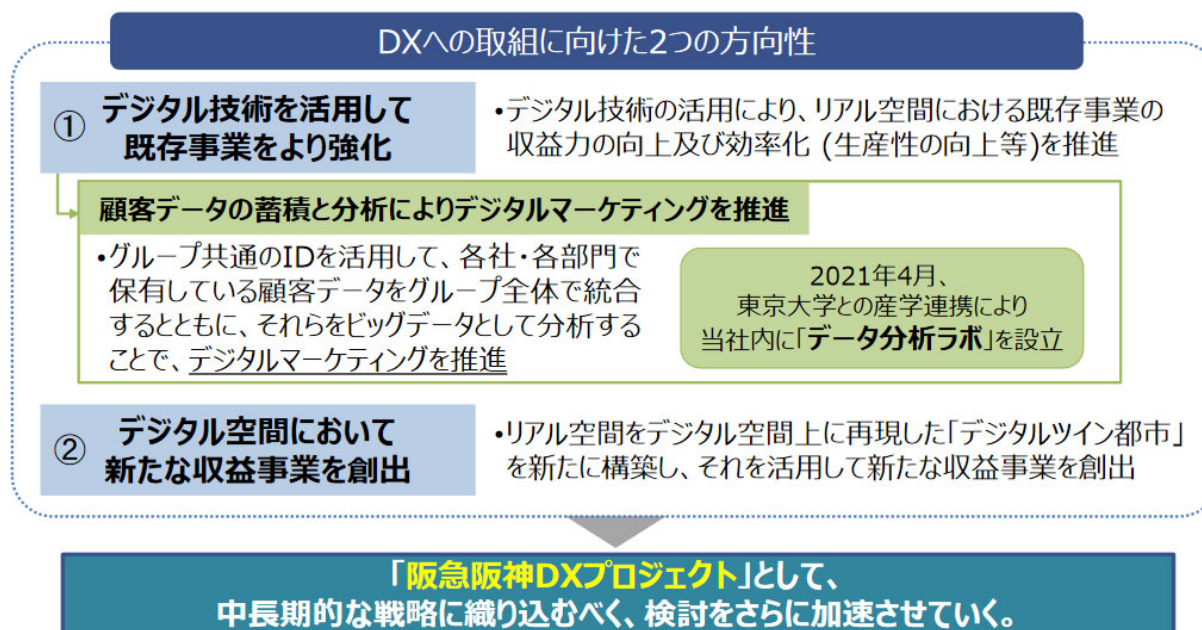 DXへの取組に向けた2つの方向性
①
デジタル技術を活用して
既存事業をより強化
•デジタル技術の活用により、リアル空間における既存事業の
収益力の向上及び効率化 (生産性の向上等)を推進
顧客データの蓄積と分析によりデジタルマーケティングを推進
•グループ共通のIDを活用して、各社・各部門で
保有している顧客データをグループ全体で統合
するとともに、それらをビッグデータとして分析する
ことで、デジタルマーケティングを推進
2021年4月、
東京大学との産学連携により
当社内に「データ分析ラボ」を設立
②
デジタル空間において
新たな収益事業を創出
•リアル空間をデジタル空間上に再現した「デジタルツイン都市」
を新たに構築し、それを活用して新たな収益事業を創出
「阪急阪神DXプロジェクト」として、
中長期的な戦略に織り込むべく、検討をさらに加速させていく。